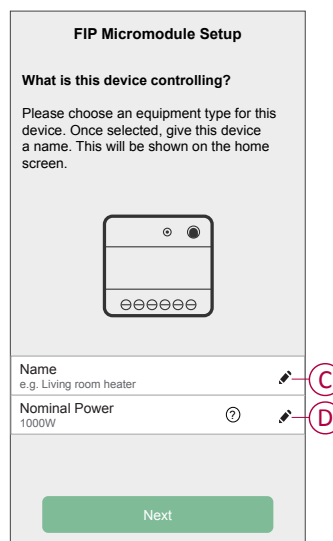 FIP Micromodule Setup
What is this device controlling?
Please choose an equipment type for this
device. Once selected, give this device
a name. This will be shown on the home
screen.
Name
e.g. Living room heater
C
Nominal Power
1000W
?
D
Next